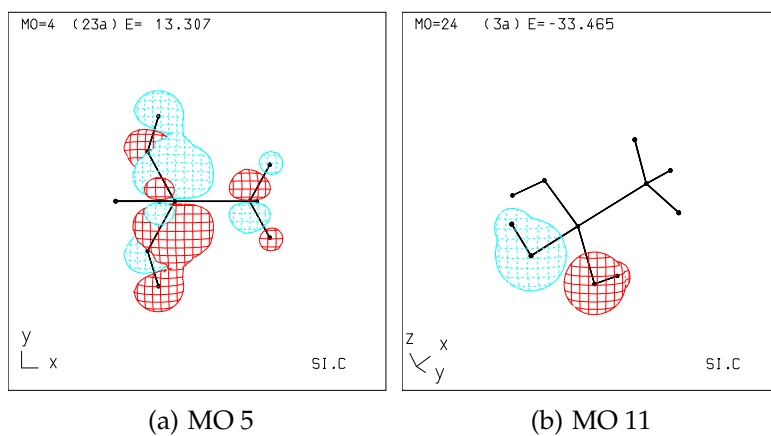 MO=4 (23a) E= 13.307
y
x
SI.C
(a) MO 5
MO=24 (3a) E=-33.465
z
x
y
SI.C
(b) MO 11